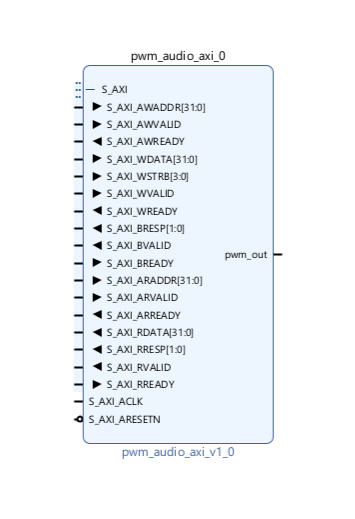 pwm_audio_axi_0
S_AXI
S_AXI_AWADDR[31:0]
S_AXI_AWVALID
S_AXI_AWREADY
S_AXI_WDATA[31:0]
S_AXI_WSTRB[3:0]
S_AXI_WVALID
S_AXI_WREADY
S_AXI_BRESP[1:0]
S_AXI_BVALID
S_AXI_BREADY
pwm_out
S_AXI_ARADDR[31:0]
S_AXI_ARVALID
S_AXI_ARREADY
S_AXI_RDATA[31:0]
S_AXI_RRESP[1:0]
S_AXI_RVALID
S_AXI_RREADY
S_AXI_ACLK
S_AXI_ARESETN
pwm_audio_axi_v1_0